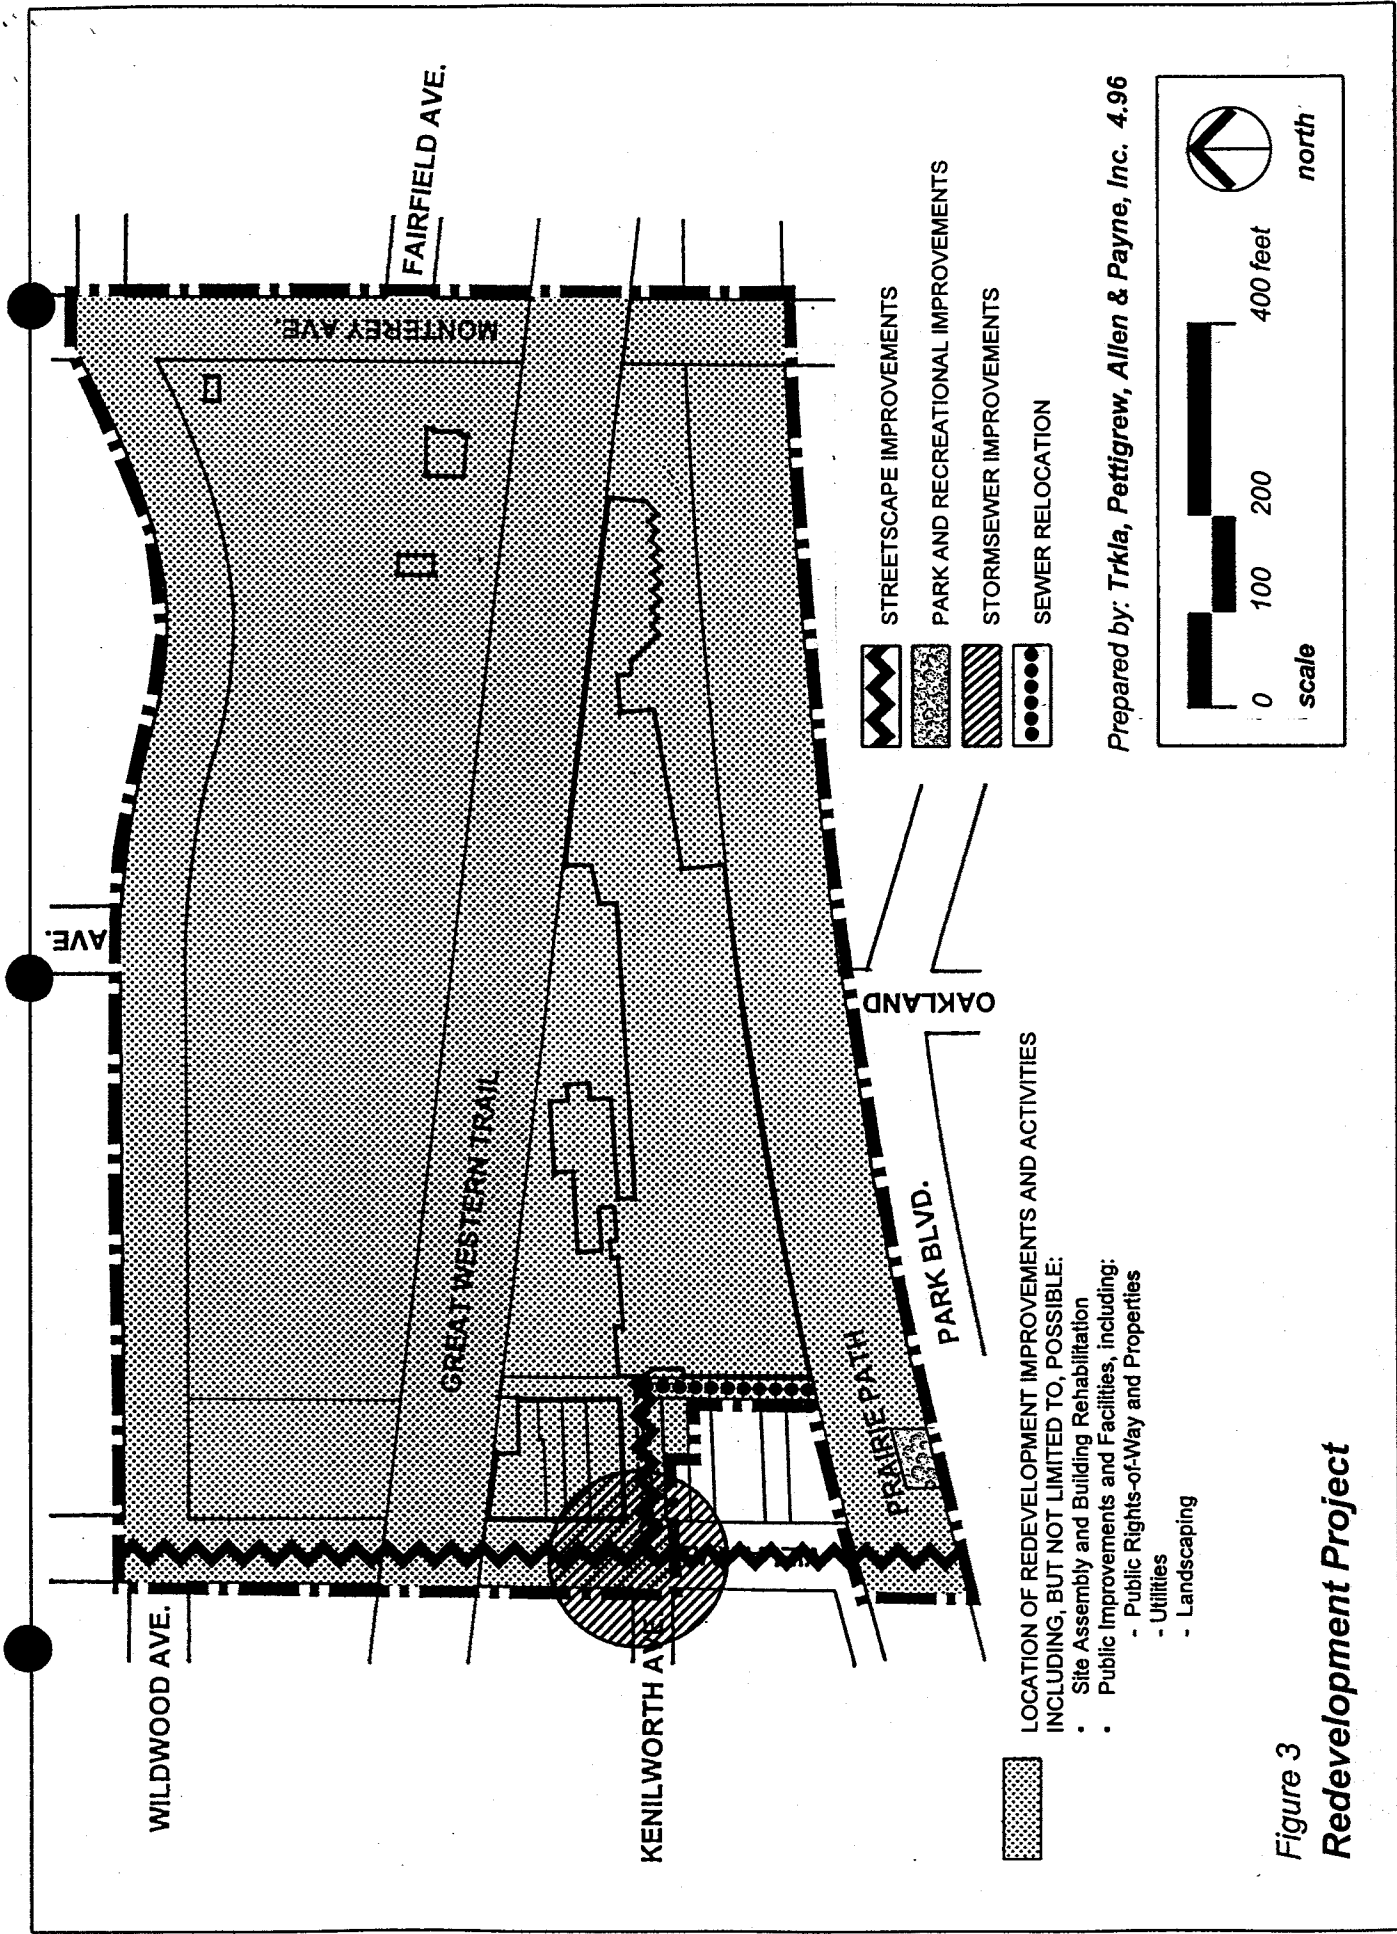 WILDWOOD AVE.
KENILWORTH AVE.
AVE.
MONTEREY AVE.
FAIRFIELD AVE.
GREAT WESTERN TRAIL
PRAIRIE PATH
PARK BLVD.
OAKLAND
LOCATION OF REDEVELOPMENT IMPROVEMENTS AND ACTIVITIES
INCLUDING, BUT NOT LIMITED TO, POSSIBLE:
• Site Assembly and Building Rehabilitation
• Public Improvements and Facilities, including:
- Public Rights-of-Way and Properties
- Utilities
- Landscaping
STREETSCAPE IMPROVEMENTS
PARK AND RECREATIONAL IMPROVEMENTS
STORMSEWER IMPROVEMENTS
SEWER RELOCATION
Prepared by: Trkla, Pettigrew, Allen & Payne, Inc. 4.96
0 100 200 400 feet
scale north
Figure 3
Redevelopment Project